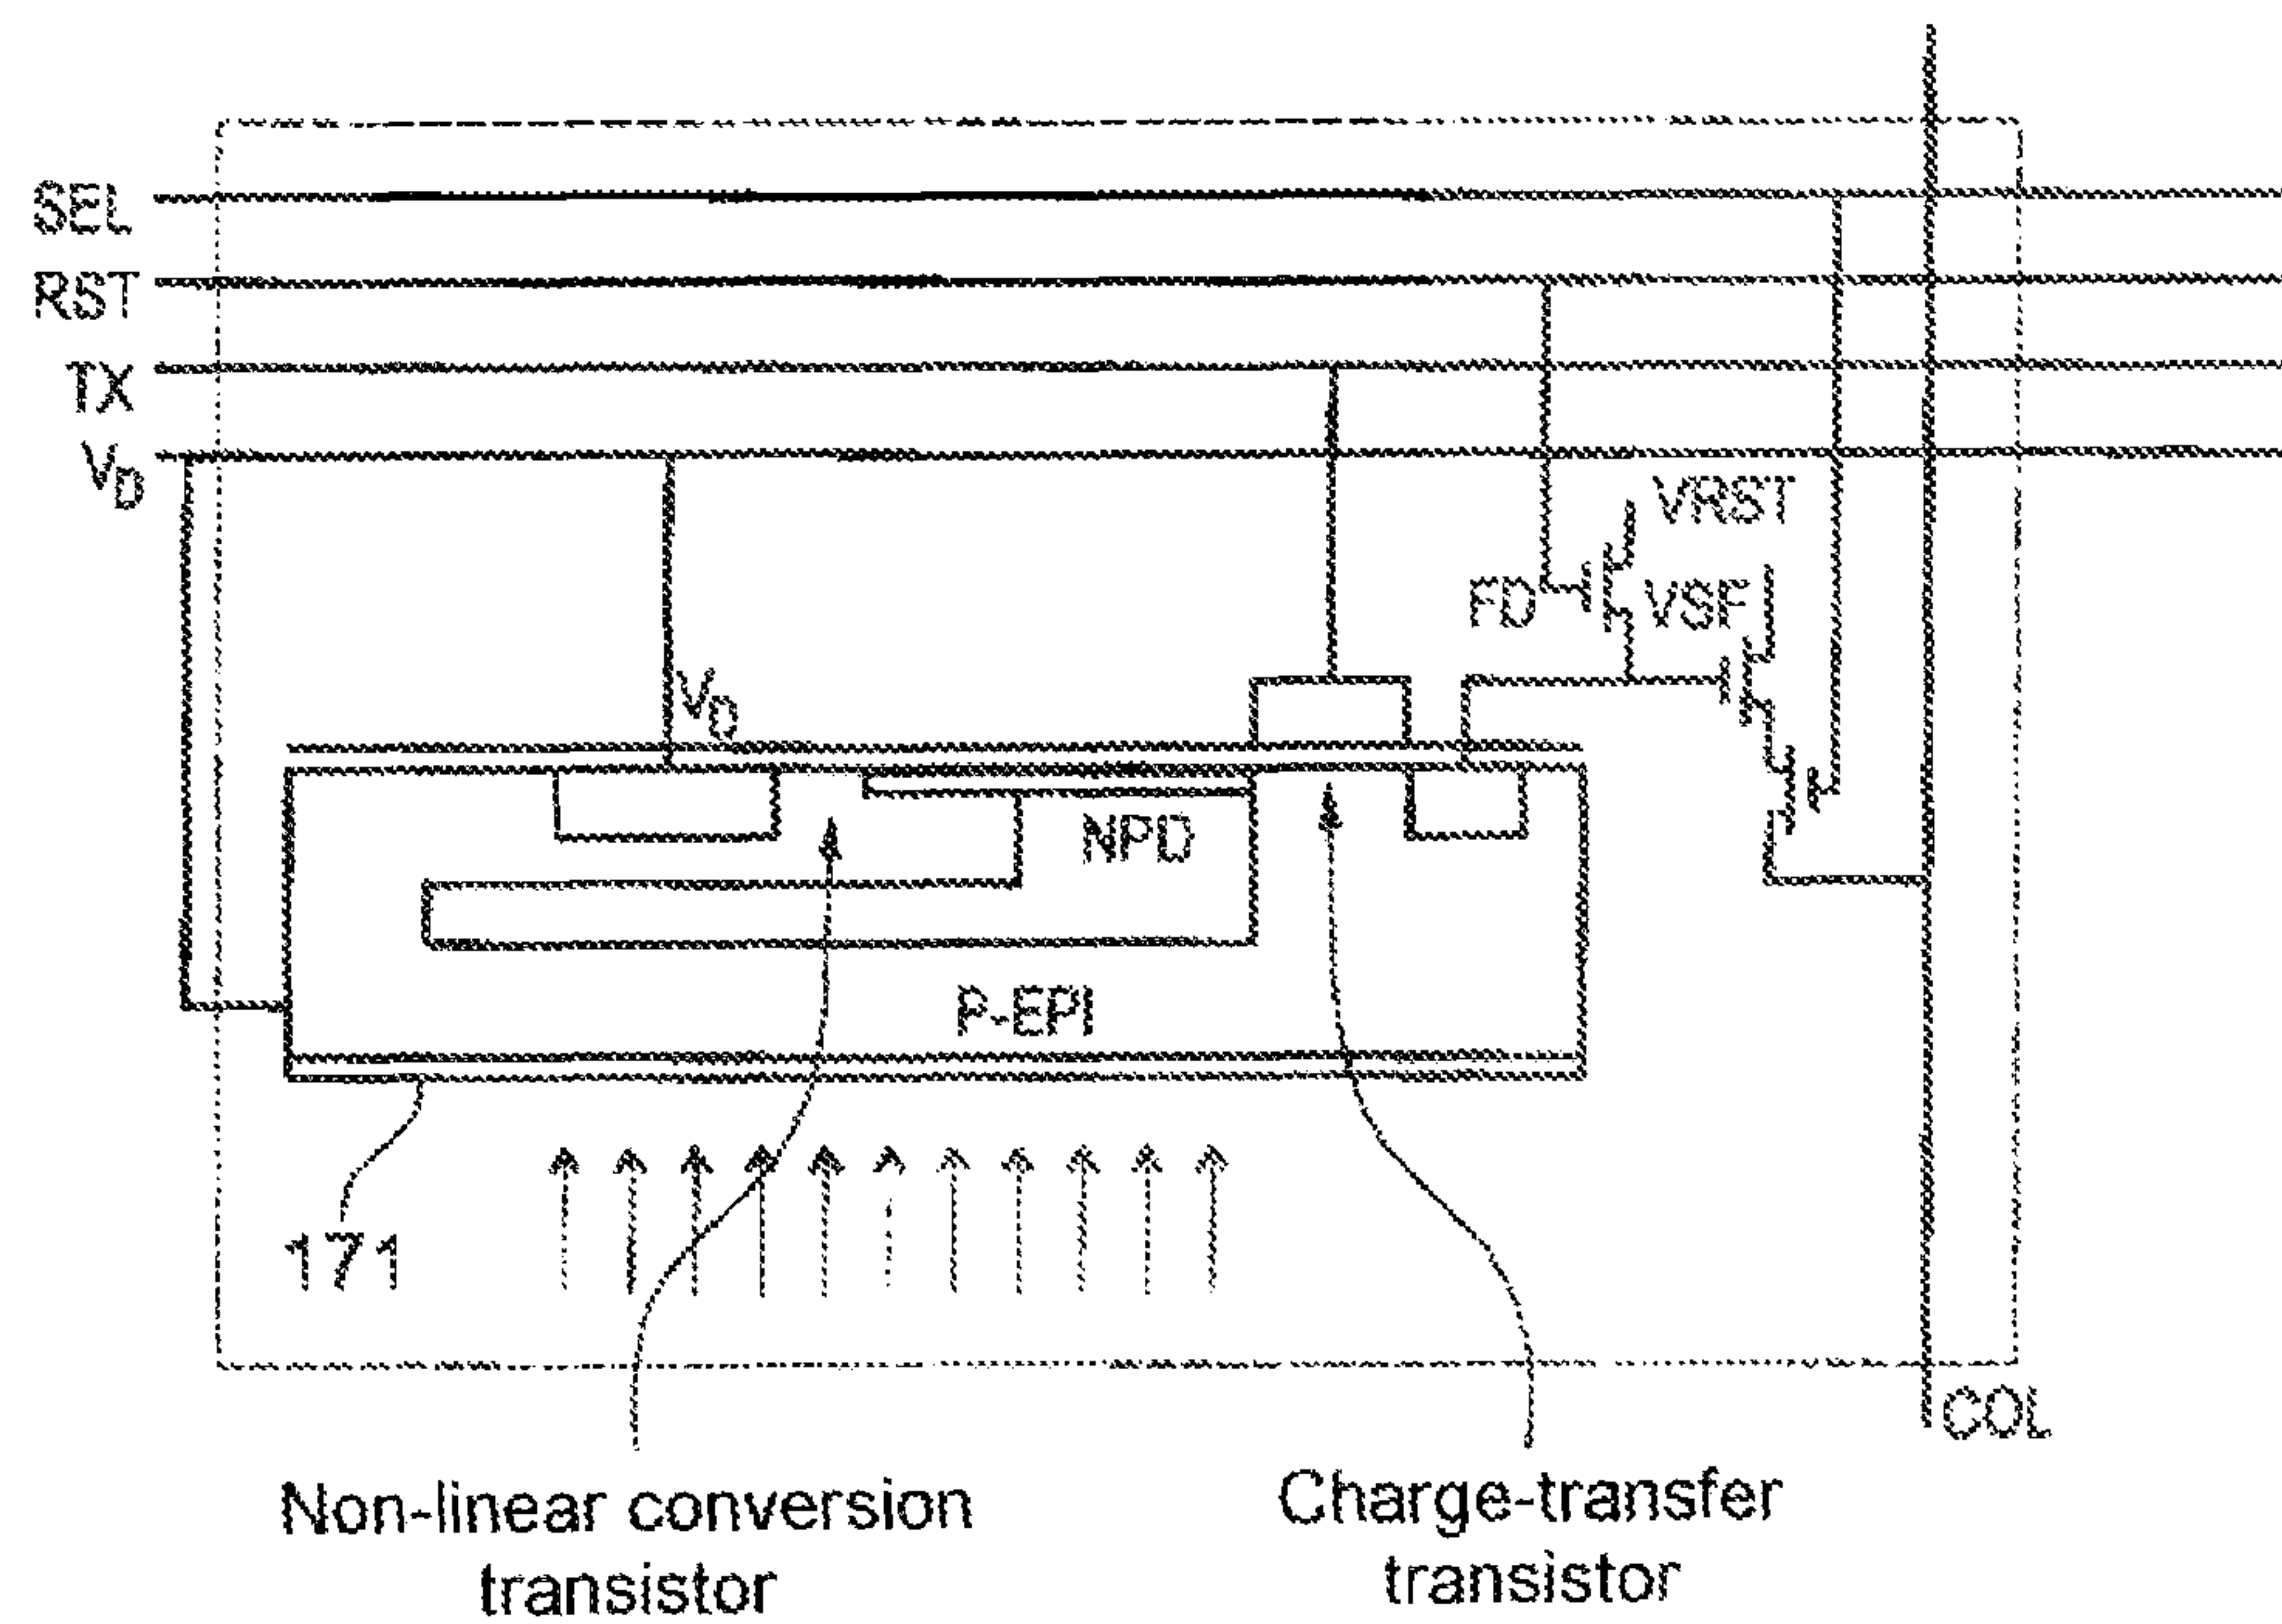 SEL
RST
TX
VD
VRST
FD
VSF
VD
NPD
P-EPI
171
COL
Non-linear conversion
transistor
Charge-transfer
transistor